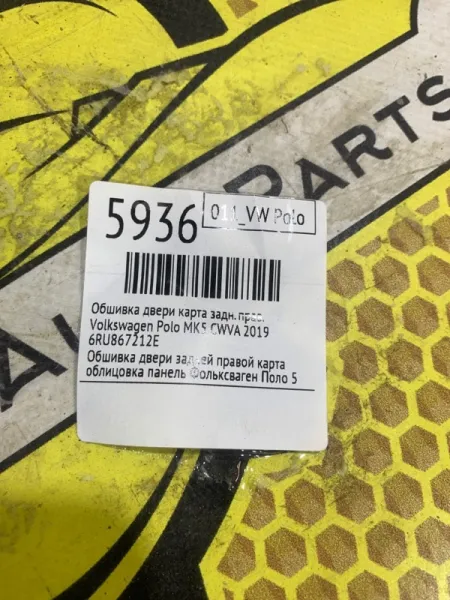 PARTS
5936
011_VW Polo
Обшивка двери карта задн.прав.
Volkswagen Polo MK5 CWVA 2019
6RU867212E
Обшивка двери задней правой карта
облицовка панель Фольксваген Поло 5